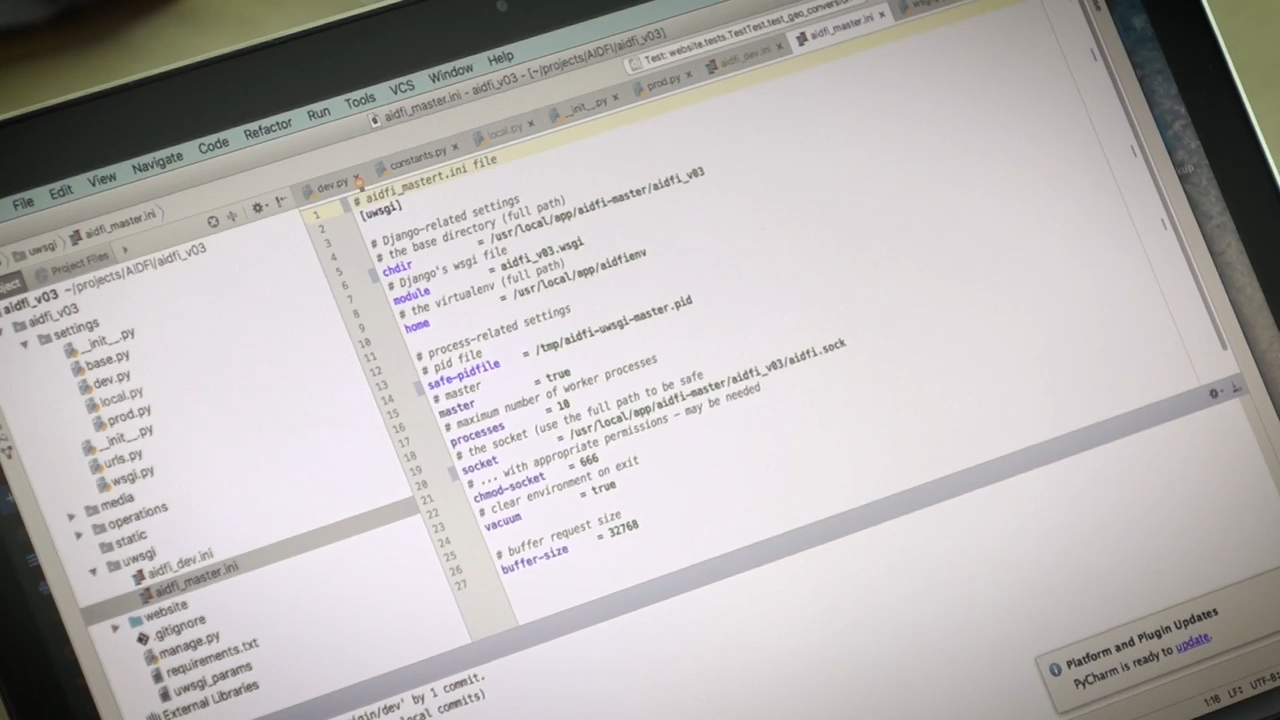 File Edit View Navigate Code Refactor Run Tools VCS Window Help
aidfi_master.ini - aidfi_v03 - [~/projects/AIDFI/aidfi_v03]
uwsgi aidfi_master.ini
Test: website.tests.TestTest.test_geo_conversion
Project Files
dev.py constants.py local.py __init__.py prod.py aidfi_dev.ini aidfi_master.ini
aidfi_v03 ~/projects/AIDFI/aidfi_v03
aidfi_v03
settings
__init__.py
base.py
dev.py
local.py
prod.py
__init__.py
urls.py
wsgi.py
media
operations
static
uwsgi
aidfi_dev.ini
aidfi_master.ini
website
.gitignore
manage.py
requirements.txt
uwsgi_params
External Libraries
1 # aidfi_mastert.ini file
2 [uwsgi]
3
4 # Django-related settings
5 # the base directory (full path)
6 chdir = /usr/local/app/aidfi-master/aidfi_v03
7 # Django's wsgi file
8 module = aidfi_v03.wsgi
9 # the virtualenv (full path)
10 home = /usr/local/app/aidfienv
11
12 # process-related settings
13 # pid file
14 safe-pidfile = /tmp/aidfi-uwsgi-master.pid
15 # master
16 master = true
17 # maximum number of worker processes
18 processes = 10
19 # the socket (use the full path to be safe
20 socket = /usr/local/app/aidfi-master/aidfi_v03/aidfi.sock
21 # ... with appropriate permissions - may be needed
22 chmod-socket = 666
23 # clear environment on exit
24 vacuum = true
25
26 # buffer request size
27 buffer-size = 32768
Platform and Plugin Updates
PyCharm is ready to update.
by 1 commit.
commits)
1:16 LF: UTF-8